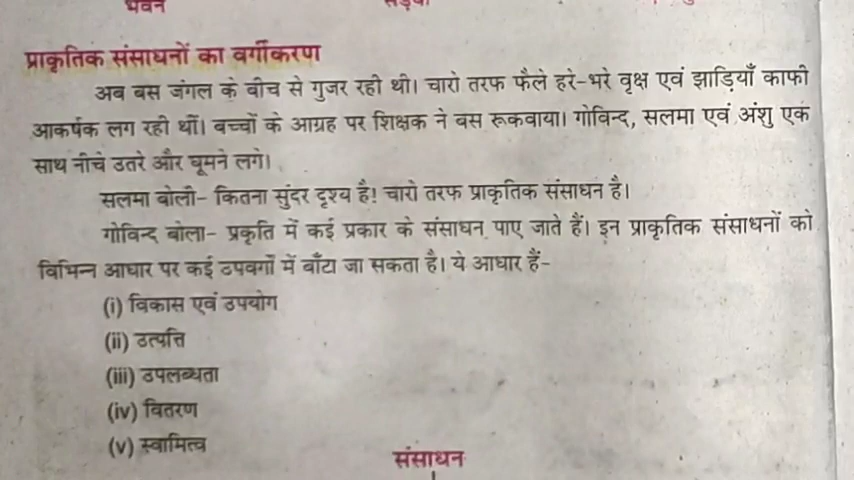 भवन
प्राकृतिक संसाधनों का वर्गीकरण
अब बस जंगल के बीच से गुजर रही थी। चारो तरफ फैले हरे-भरे वृक्ष एवं झाड़ियाँ काफी
आकर्षक लग रही थीं। बच्चों के आग्रह पर शिक्षक ने बस रूकवाया। गोविन्द, सलमा एवं अंशु एक
साथ नीचे उतरे और घूमने लगे।
सलमा बोली- कितना सुंदर दृश्य है! चारो तरफ प्राकृतिक संसाधन है।
गोविन्द बोला- प्रकृति में कई प्रकार के संसाधन पाए जाते हैं। इन प्राकृतिक संसाधनों को
विभिन्न आधार पर कई उपवर्गों में बाँटा जा सकता है। ये आधार हैं-
(i) विकास एवं उपयोग
(ii) उत्पत्ति
(iii) उपलब्धता
(iv) वितरण
(v) स्वामित्व
संसाधन